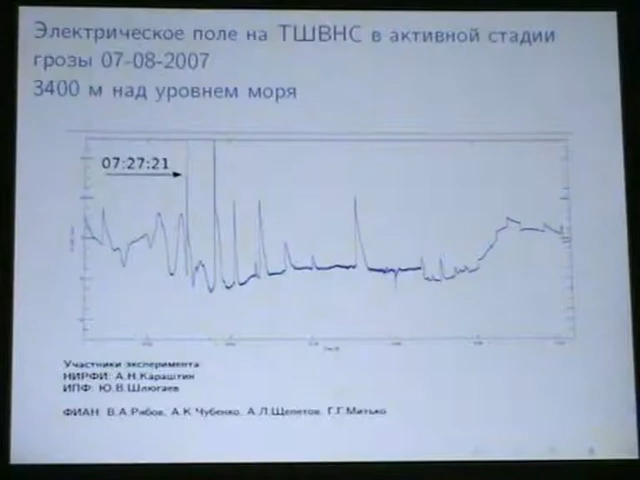 Электрическое поле на ТШВНС в активной стадии
грозы 07-08-2007
3400 м над уровнем моря
07:27:21
Участники эксперимента
НИРФИ: А.Н.Караштин
ИПФ: Ю.В.Шлюгаев
ФИАН: В.А.Рябов, А.К.Чубенко, А.Л.Щепетов, Г.Г.Митько